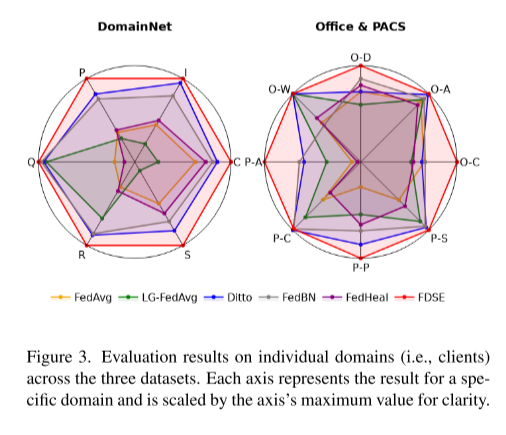 DomainNet
Office & PACS
P
I
Q
C
R
S
O-D
O-W
O-A
P-A
O-C
P-C
P-S
P-P
FedAvg
LG-FedAvg
Ditto
FedBN
FedHeal
FDSE
Figure 3. Evaluation results on individual domains (i.e., clients)
across the three datasets. Each axis represents the result for a spe-
cific domain and is scaled by the axis's maximum value for clarity.